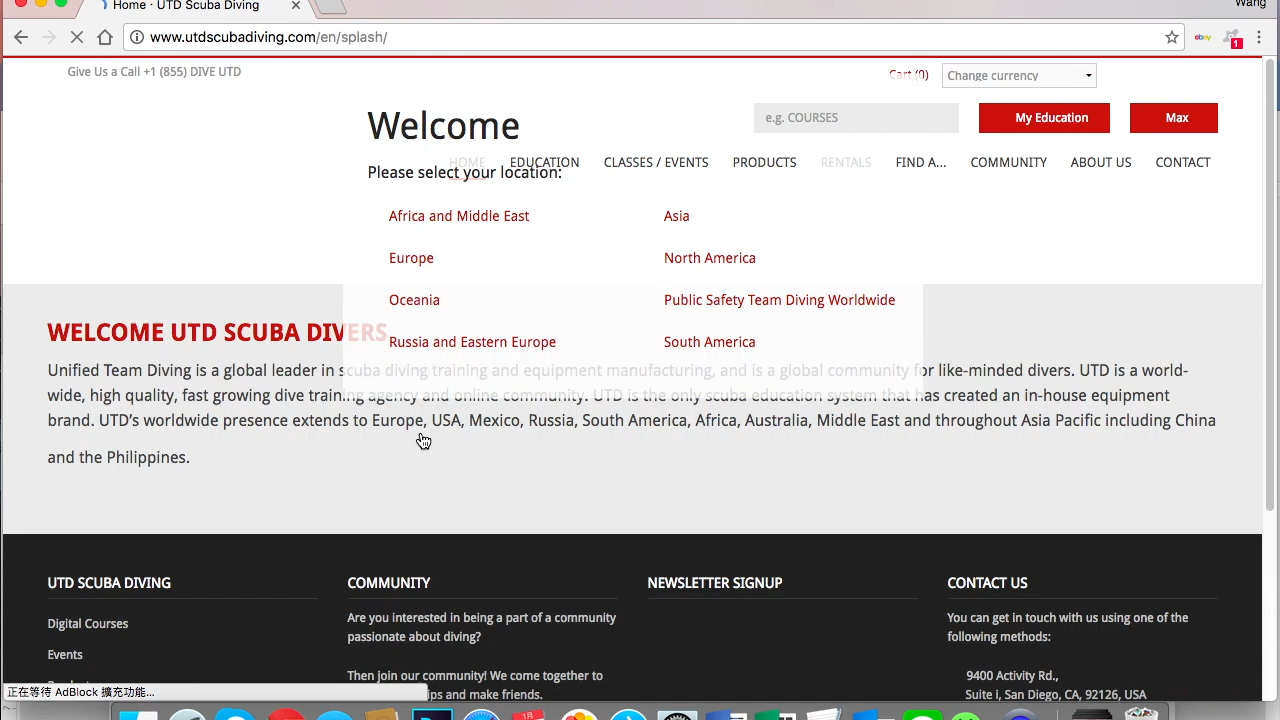 Home · UTD Scuba Diving
Wang
www.utdscubadiving.com/en/splash/
ebay
1
Give Us a Call +1 (855) DIVE UTD
Cart (0)
Change currency
e.g, COURSES
My Education
Max
Welcome
HOME
EDUCATION
CLASSES / EVENTS
PRODUCTS
RENTALS
FIND A...
COMMUNITY
ABOUT US
CONTACT
Please select your location:
Africa and Middle East
Asia
Europe
North America
Oceania
Public Safety Team Diving Worldwide
Russia and Eastern Europe
South America
WELCOME UTD SCUBA DIVERS
Unified Team Diving is a global leader in scuba diving training and equipment manufacturing, and is a global community for like-minded divers. UTD is a world-
wide, high quality, fast growing dive training agency and online community. UTD is the only scuba education system that has created an in-house equipment
brand. UTD’s worldwide presence extends to Europe, USA, Mexico, Russia, South America, Africa, Australia, Middle East and throughout Asia Pacific including China
and the Philippines.
UTD SCUBA DIVING
Digital Courses
Events
COMMUNITY
Are you interested in being a part of a community
passionate about diving?
Then join our community! We come together to
ips and make friends.
NEWSLETTER SIGNUP
CONTACT US
You can get in touch with us using one of the
following methods:
9400 Activity Rd.,
Suite i, San Diego, CA, 92126, USA
正在等待 AdBlock 擴充功能...
1月